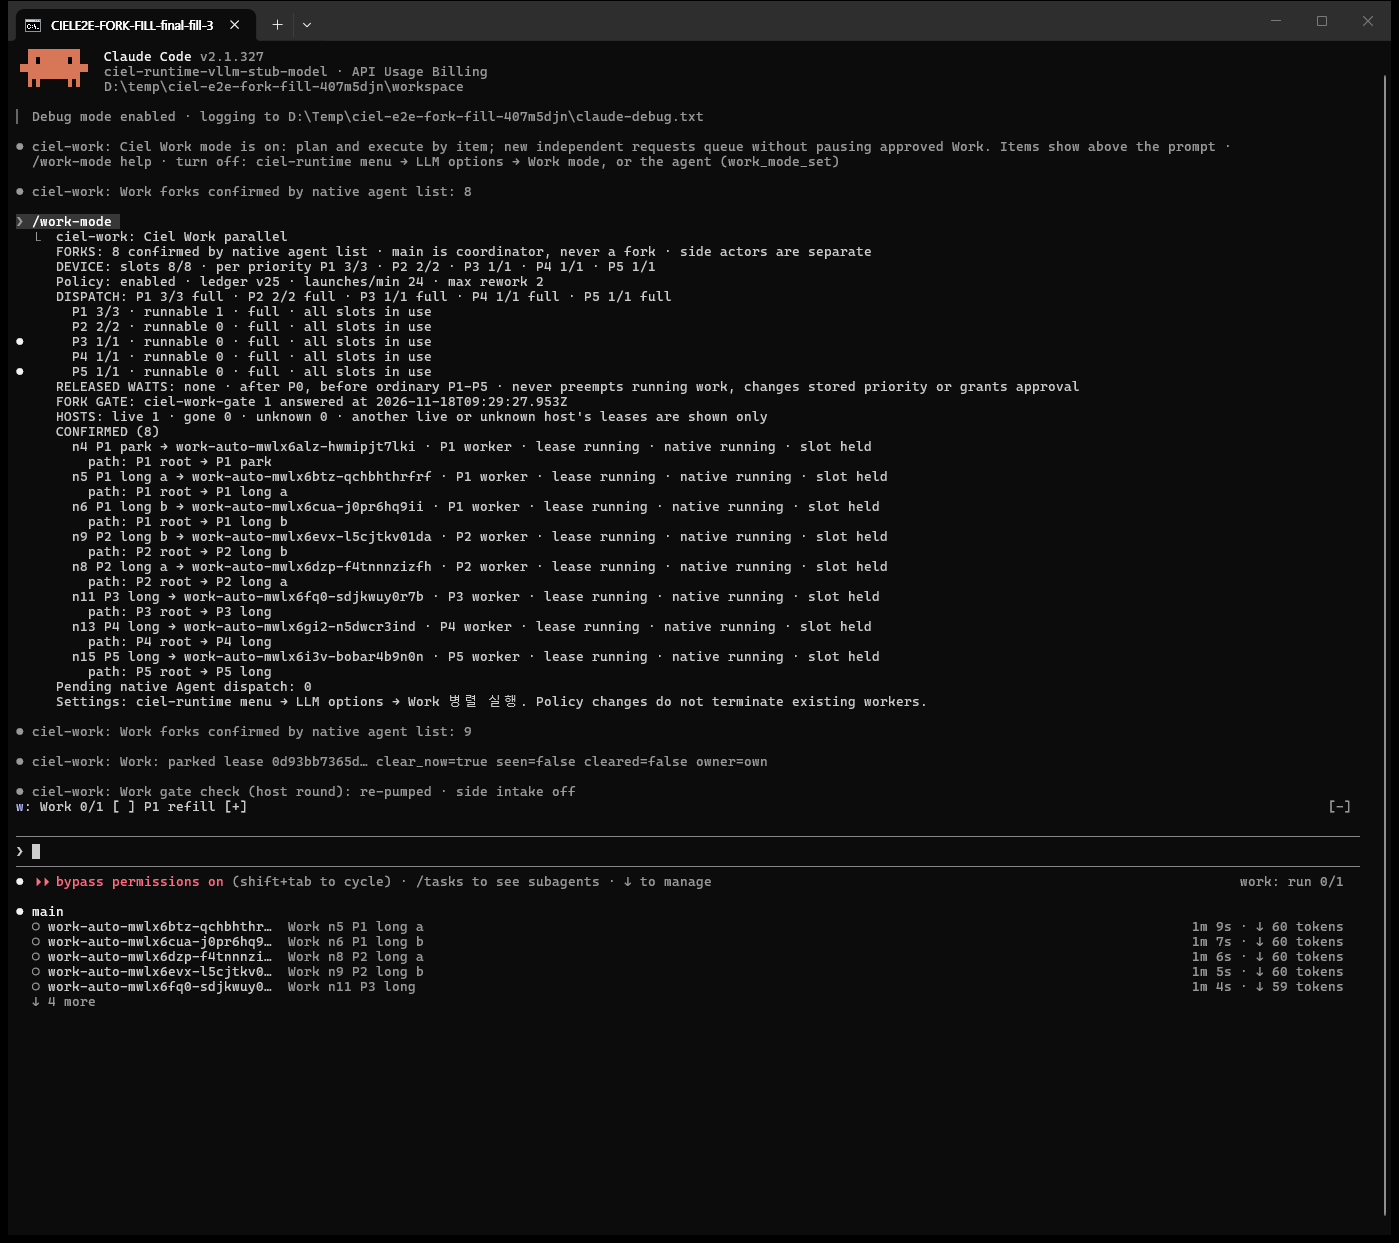 CIELE2E-FORK-FILL-final-fill-3
Claude Code v2.1.327
ciel-runtime-vllm-stub-model · API Usage Billing
D:\temp\ciel-e2e-fork-fill-407m5djn\workspace
Debug mode enabled · logging to D:\Temp\ciel-e2e-fork-fill-407m5djn\claude-debug.txt
● ciel-work: Ciel Work mode is on: plan and execute by item; new independent requests queue without pausing approved Work. Items show above the prompt ·
/work-mode help · turn off: ciel-runtime menu → LLM options → Work mode, or the agent (work_mode_set)
● ciel-work: Work forks confirmed by native agent list: 8
❯ /work-mode
└ ciel-work: Ciel Work parallel
FORKS: 8 confirmed by native agent list · main is coordinator, never a fork · side actors are separate
DEVICE: slots 8/8 · per priority P1 3/3 · P2 2/2 · P3 1/1 · P4 1/1 · P5 1/1
Policy: enabled · ledger v25 · launches/min 24 · max rework 2
DISPATCH: P1 3/3 full · P2 2/2 full · P3 1/1 full · P4 1/1 full · P5 1/1 full
P1 3/3 · runnable 1 · full · all slots in use
P2 2/2 · runnable 0 · full · all slots in use
● P3 1/1 · runnable 0 · full · all slots in use
P4 1/1 · runnable 0 · full · all slots in use
● P5 1/1 · runnable 0 · full · all slots in use
RELEASED WAITS: none · after P0, before ordinary P1-P5 · never preempts running work, changes stored priority or grants approval
FORK GATE: ciel-work-gate 1 answered at 2026-11-18T09:29:27.953Z
HOSTS: live 1 · gone 0 · unknown 0 · another live or unknown host's leases are shown only
CONFIRMED (8)
n4 P1 park → work-auto-mwlx6alz-hwmipjt7lki · P1 worker · lease running · native running · slot held
path: P1 root → P1 park
n5 P1 long a → work-auto-mwlx6btz-qchbhthrfrf · P1 worker · lease running · native running · slot held
path: P1 root → P1 long a
n6 P1 long b → work-auto-mwlx6cua-j0pr6hq9ii · P1 worker · lease running · native running · slot held
path: P1 root → P1 long b
n9 P2 long b → work-auto-mwlx6evx-l5cjtkv01da · P2 worker · lease running · native running · slot held
path: P2 root → P2 long b
n8 P2 long a → work-auto-mwlx6dzp-f4tnnnzizfh · P2 worker · lease running · native running · slot held
path: P2 root → P2 long a
n11 P3 long → work-auto-mwlx6fq0-sdjkwuy0r7b · P3 worker · lease running · native running · slot held
path: P3 root → P3 long
n13 P4 long → work-auto-mwlx6gi2-n5dwcr3ind · P4 worker · lease running · native running · slot held
path: P4 root → P4 long
n15 P5 long → work-auto-mwlx6i3v-bobar4b9n0n · P5 worker · lease running · native running · slot held
path: P5 root → P5 long
Pending native Agent dispatch: 0
Settings: ciel-runtime menu → LLM options → Work 병렬 실행. Policy changes do not terminate existing workers.
● ciel-work: Work forks confirmed by native agent list: 9
● ciel-work: Work: parked lease 0d93bb7365d… clear_now=true seen=false cleared=false owner=own
● ciel-work: Work gate check (host round): re-pumped · side intake off
w: Work 0/1 [ ] P1 refill [+] [-]
❯
● ⏵⏵ bypass permissions on (shift+tab to cycle) · /tasks to see subagents · ↓ to manage work: run 0/1
● main
○ work-auto-mwlx6btz-qchbhthr… Work n5 P1 long a 1m 9s · ↓ 60 tokens
○ work-auto-mwlx6cua-j0pr6hq9… Work n6 P1 long b 1m 7s · ↓ 60 tokens
○ work-auto-mwlx6dzp-f4tnnnzi… Work n8 P2 long a 1m 6s · ↓ 60 tokens
○ work-auto-mwlx6evx-l5cjtkv0… Work n9 P2 long b 1m 5s · ↓ 60 tokens
○ work-auto-mwlx6fq0-sdjkwuy0… Work n11 P3 long 1m 4s · ↓ 59 tokens
↓ 4 more